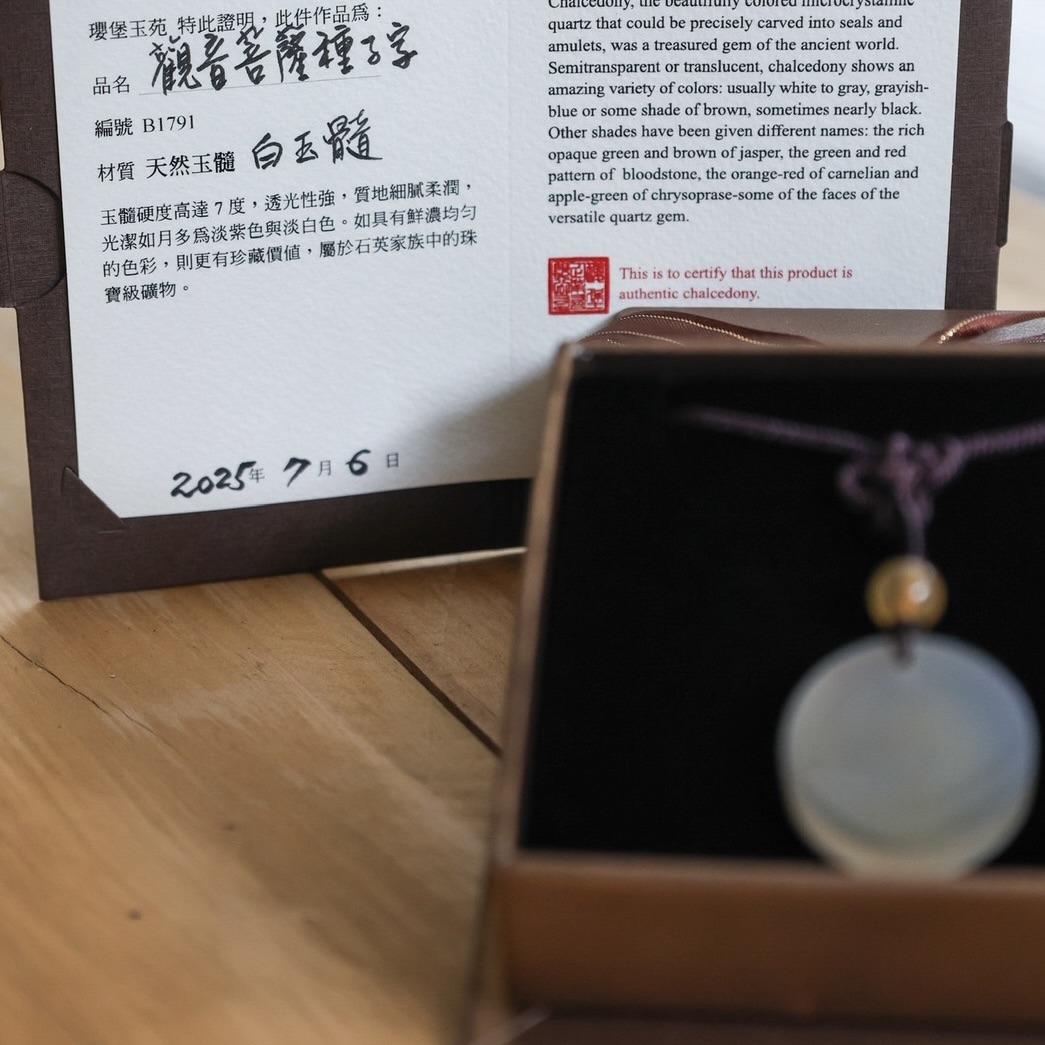 瓔堡玉苑 特此證明，此件作品為：
品名 觀音菩薩種子字
編號 B1791
材質 天然玉髓 白玉髓
玉髓硬度高達 7 度，透光性強，質地細膩柔潤，
光潔如月多為淡紫色與淡白色。如具有鮮濃均勻
的色彩，則更有珍藏價值，屬於石英家族中的珠
寶級礦物。
2025年 7月 6日
Chalcedony, the beautifully colored microcrystalline
quartz that could be precisely carved into seals and
amulets, was a treasured gem of the ancient world.
Semitransparent or translucent, chalcedony shows an
amazing variety of colors: usually white to gray, grayish-
blue or some shade of brown, sometimes nearly black.
Other shades have been given different names: the rich
opaque green and brown of jasper, the green and red
pattern of bloodstone, the orange-red of carnelian and
apple-green of chrysoprase-some of the faces of the
versatile quartz gem.
This is to certify that this product is
authentic chalcedony.